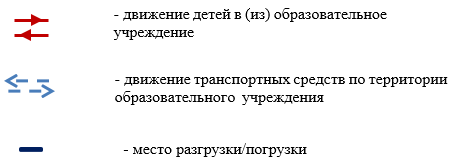 - движение детей в (из) образовательное
учреждение
- движение транспортных средств по территории
образовательного учреждения
- место разгрузки/погрузки